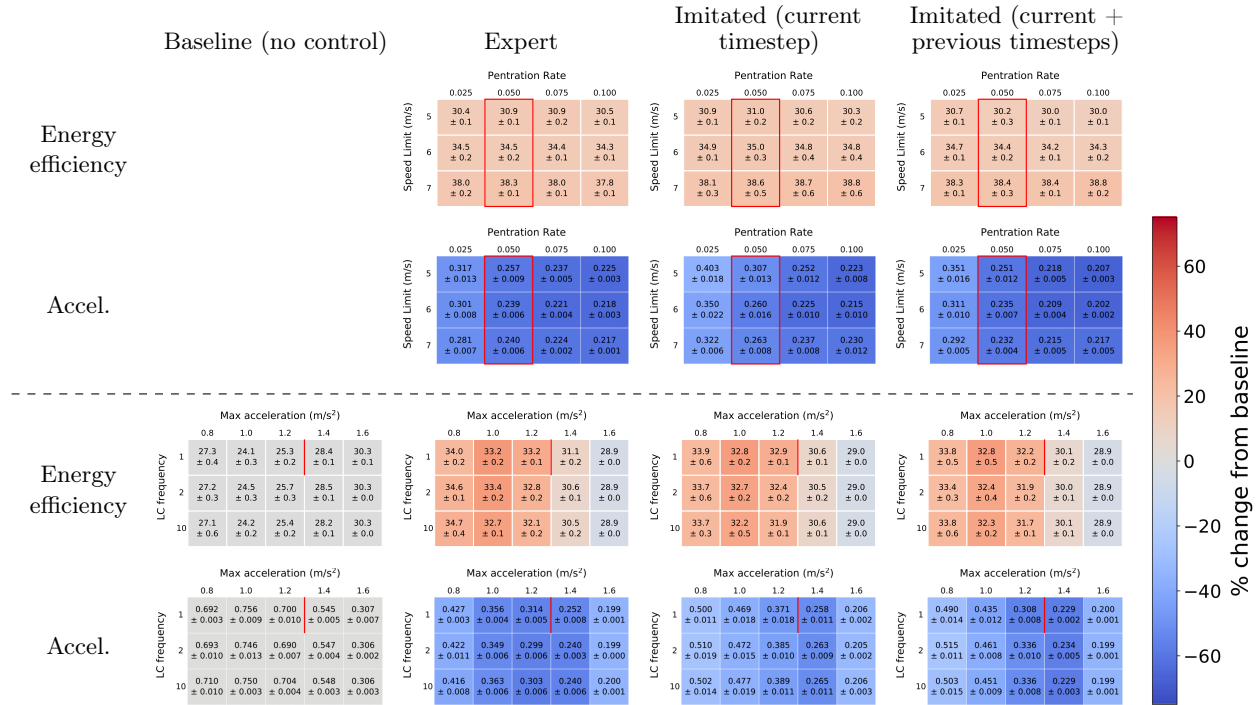 Baseline (no control)
Expert
Imitated (current
timestep)
Imitated (current +
previous timesteps)
Energy
efficiency
Pentration Rate
0.025 0.050 0.075 0.100
Speed Limit (m/s)
5 30.4 30.9 30.9 30.5
± 0.1 ± 0.1 ± 0.2 ± 0.1
6 34.5 34.5 34.4 34.3
± 0.2 ± 0.2 ± 0.1 ± 0.1
7 38.0 38.3 38.0 37.8
± 0.2 ± 0.1 ± 0.1 ± 0.1
Pentration Rate
0.025 0.050 0.075 0.100
Speed Limit (m/s)
5 30.9 31.0 30.6 30.3
± 0.1 ± 0.2 ± 0.2 ± 0.2
6 34.9 35.0 34.8 34.8
± 0.1 ± 0.3 ± 0.4 ± 0.4
7 38.1 38.6 38.7 38.8
± 0.3 ± 0.5 ± 0.6 ± 0.6
Pentration Rate
0.025 0.050 0.075 0.100
Speed Limit (m/s)
5 30.7 30.2 30.0 30.0
± 0.1 ± 0.3 ± 0.1 ± 0.1
6 34.7 34.4 34.2 34.3
± 0.1 ± 0.2 ± 0.1 ± 0.2
7 38.3 38.4 38.4 38.8
± 0.1 ± 0.3 ± 0.1 ± 0.2
Accel.
Pentration Rate
0.025 0.050 0.075 0.100
Speed Limit (m/s)
5 0.317 0.257 0.237 0.225
± 0.013 ± 0.009 ± 0.005 ± 0.003
6 0.301 0.239 0.221 0.218
± 0.008 ± 0.006 ± 0.004 ± 0.003
7 0.281 0.240 0.224 0.217
± 0.007 ± 0.006 ± 0.002 ± 0.001
Pentration Rate
0.025 0.050 0.075 0.100
Speed Limit (m/s)
5 0.403 0.307 0.252 0.223
± 0.018 ± 0.013 ± 0.012 ± 0.008
6 0.350 0.260 0.225 0.215
± 0.022 ± 0.016 ± 0.010 ± 0.010
7 0.322 0.263 0.237 0.230
± 0.006 ± 0.008 ± 0.008 ± 0.012
Pentration Rate
0.025 0.050 0.075 0.100
Speed Limit (m/s)
5 0.351 0.251 0.218 0.207
± 0.016 ± 0.012 ± 0.005 ± 0.003
6 0.311 0.235 0.209 0.202
± 0.010 ± 0.007 ± 0.004 ± 0.002
7 0.292 0.232 0.215 0.217
± 0.005 ± 0.004 ± 0.005 ± 0.005
Energy
efficiency
Max acceleration (m/s²)
0.8 1.0 1.2 1.4 1.6
LC frequency
1 27.3 24.1 25.3 28.4 30.3
± 0.4 ± 0.3 ± 0.2 ± 0.1 ± 0.1
2 27.2 24.5 25.7 28.5 30.3
± 0.3 ± 0.3 ± 0.3 ± 0.1 ± 0.0
10 27.1 24.2 25.4 28.2 30.3
± 0.6 ± 0.2 ± 0.2 ± 0.1 ± 0.0
Max acceleration (m/s²)
0.8 1.0 1.2 1.4 1.6
LC frequency
1 34.0 33.2 33.2 31.1 28.9
± 0.2 ± 0.2 ± 0.1 ± 0.2 ± 0.0
2 34.6 33.4 32.8 30.6 28.9
± 0.1 ± 0.2 ± 0.2 ± 0.1 ± 0.0
10 34.7 32.7 32.1 30.5 28.9
± 0.4 ± 0.1 ± 0.2 ± 0.2 ± 0.0
Max acceleration (m/s²)
0.8 1.0 1.2 1.4 1.6
LC frequency
1 33.9 32.8 32.9 30.6 29.0
± 0.6 ± 0.2 ± 0.1 ± 0.1 ± 0.0
2 33.7 32.7 32.4 30.5 29.0
± 0.6 ± 0.2 ± 0.2 ± 0.2 ± 0.0
10 33.7 32.2 31.9 30.6 29.0
± 0.3 ± 0.5 ± 0.1 ± 0.1 ± 0.0
Max acceleration (m/s²)
0.8 1.0 1.2 1.4 1.6
LC frequency
1 33.8 32.8 32.2 30.1 28.9
± 0.5 ± 0.5 ± 0.2 ± 0.2 ± 0.0
2 33.4 32.4 31.9 30.0 28.9
± 0.3 ± 0.4 ± 0.2 ± 0.1 ± 0.0
10 33.8 32.3 31.7 30.1 28.9
± 0.6 ± 0.2 ± 0.1 ± 0.1 ± 0.0
Accel.
Max acceleration (m/s²)
0.8 1.0 1.2 1.4 1.6
LC frequency
1 0.692 0.756 0.700 0.545 0.307
± 0.003 ± 0.009 ± 0.010 ± 0.005 ± 0.007
2 0.693 0.746 0.690 0.547 0.306
± 0.010 ± 0.013 ± 0.007 ± 0.004 ± 0.002
10 0.710 0.750 0.704 0.548 0.306
± 0.010 ± 0.003 ± 0.004 ± 0.003 ± 0.003
Max acceleration (m/s²)
0.8 1.0 1.2 1.4 1.6
LC frequency
1 0.427 0.356 0.314 0.252 0.199
± 0.003 ± 0.004 ± 0.005 ± 0.008 ± 0.001
2 0.422 0.349 0.299 0.240 0.199
± 0.011 ± 0.006 ± 0.006 ± 0.003 ± 0.000
10 0.416 0.363 0.303 0.240 0.200
± 0.008 ± 0.006 ± 0.006 ± 0.006 ± 0.001
Max acceleration (m/s²)
0.8 1.0 1.2 1.4 1.6
LC frequency
1 0.500 0.469 0.371 0.258 0.206
± 0.011 ± 0.018 ± 0.018 ± 0.011 ± 0.002
2 0.510 0.472 0.385 0.263 0.205
± 0.019 ± 0.015 ± 0.010 ± 0.009 ± 0.002
10 0.502 0.477 0.389 0.265 0.206
± 0.014 ± 0.019 ± 0.011 ± 0.011 ± 0.003
Max acceleration (m/s²)
0.8 1.0 1.2 1.4 1.6
LC frequency
1 0.490 0.435 0.308 0.229 0.200
± 0.014 ± 0.012 ± 0.008 ± 0.002 ± 0.001
2 0.515 0.461 0.336 0.234 0.199
± 0.011 ± 0.008 ± 0.010 ± 0.005 ± 0.001
10 0.503 0.451 0.336 0.229 0.199
± 0.015 ± 0.009 ± 0.008 ± 0.003 ± 0.001
60
40
20
0
−20
−40
−60
% change from baseline